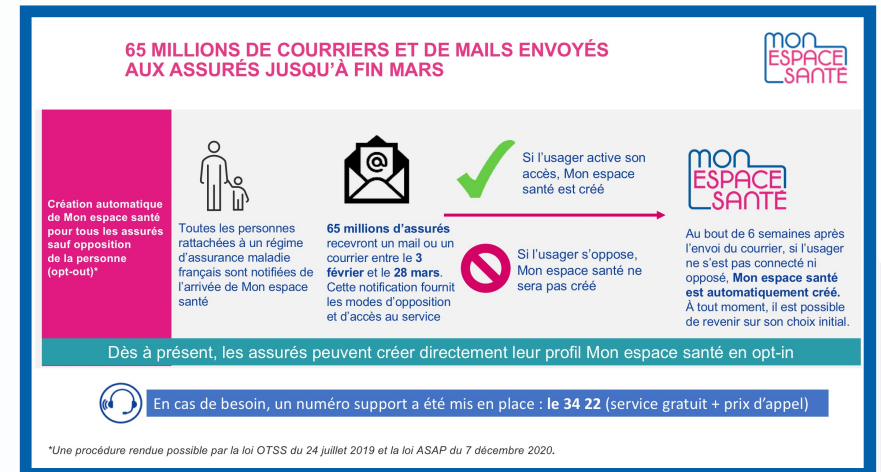 65 MILLIONS DE COURRIERS ET DE MAILS ENVOYÉS
AUX ASSURÉS JUSQU'À FIN MARS
mon
ESPACE
SANTÉ
Création automatique
de Mon espace santé
pour tous les assurés
sauf opposition
de la personne
(opt-out)*
Toutes les personnes
rattachées à un régime
d'assurance maladie
français sont notifiées de
l'arrivée de Mon espace
santé
@
65 millions d'assurés
recevront un mail ou un
courrier entre le 3
février et le 28 mars.
Cette notification fournit
les modes d'opposition
et d'accès au service
Si l'usager active son
accès, Mon espace
santé est créé
Si l'usager s'oppose,
Mon espace santé ne
sera pas créé
mon
ESPACE
SANTÉ
Au bout de 6 semaines après
l'envoi du courrier, si l'usager
ne s'est pas connecté ni
opposé, Mon espace santé
est automatiquement créé.
À tout moment, il est possible
de revenir sur son choix initial.
Dès à présent, les assurés peuvent créer directement leur profil Mon espace santé en opt-in
En cas de besoin, un numéro support a été mis en place : le 34 22 (service gratuit + prix d'appel)
*Une procédure rendue possible par la loi OTSS du 24 juillet 2019 et la loi ASAP du 7 décembre 2020.